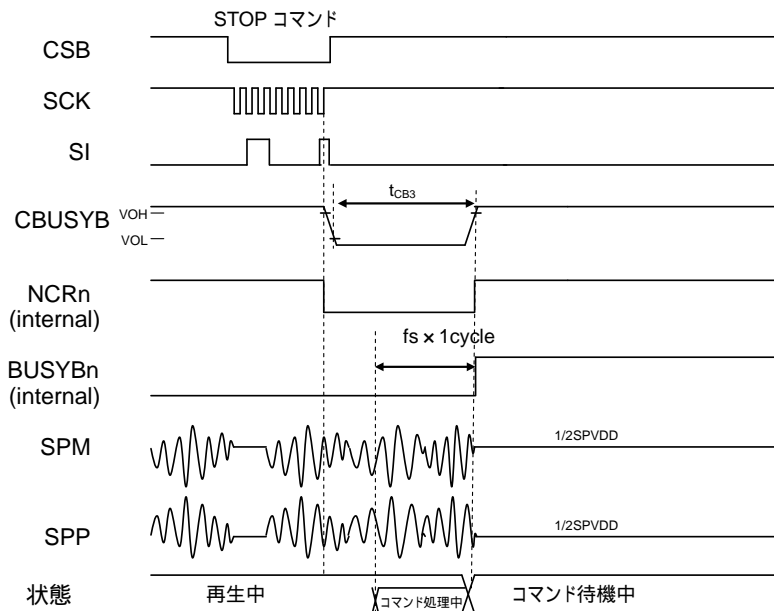 STOP コマンド
CSB
SCK
SI
tCB3
VOH
CBUSYB
VOL
NCRn
(internal)
fs × 1cycle
BUSYBn
(internal)
SPM
1/2SPVDD
SPP
1/2SPVDD
状態
再生中
コマンド処理中
コマンド待機中